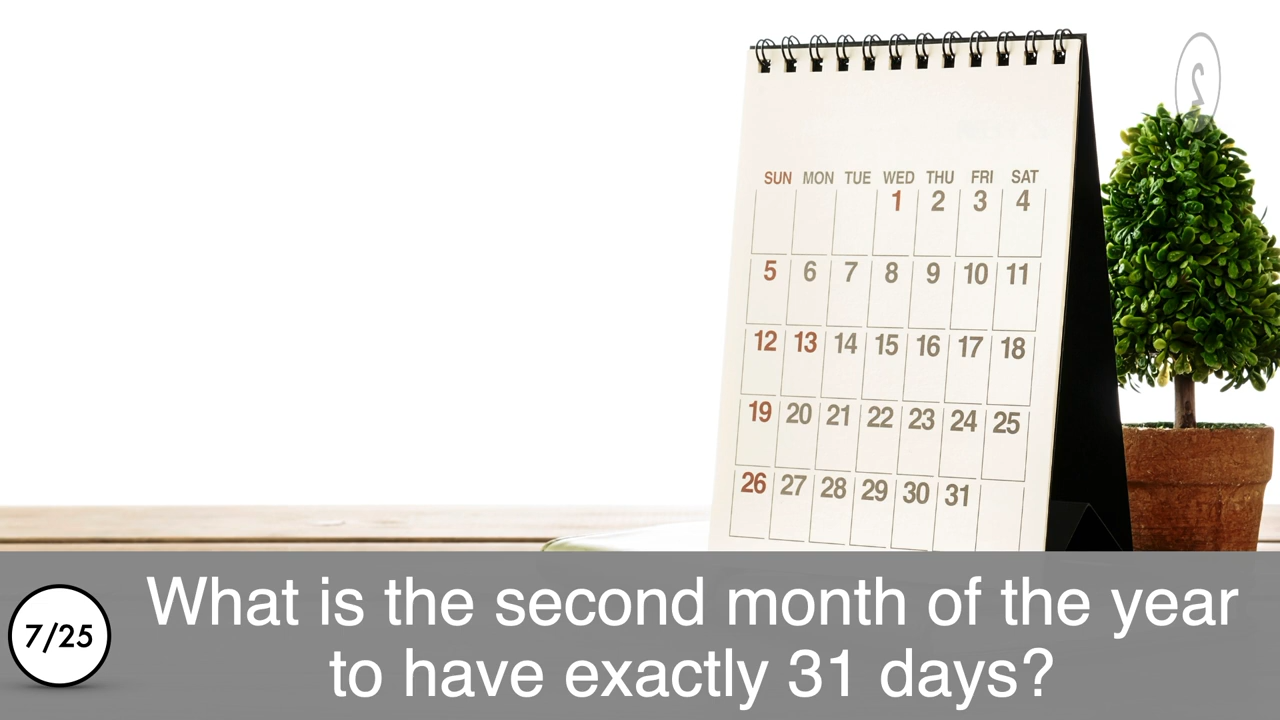 2
SUN MON TUE WED THU FRI SAT
1 2 3 4
5 6 7 8 9 10 11
12 13 14 15 16 17 18
19 20 21 22 23 24 25
26 27 28 29 30 31
7/25
What is the second month of the year
to have exactly 31 days?